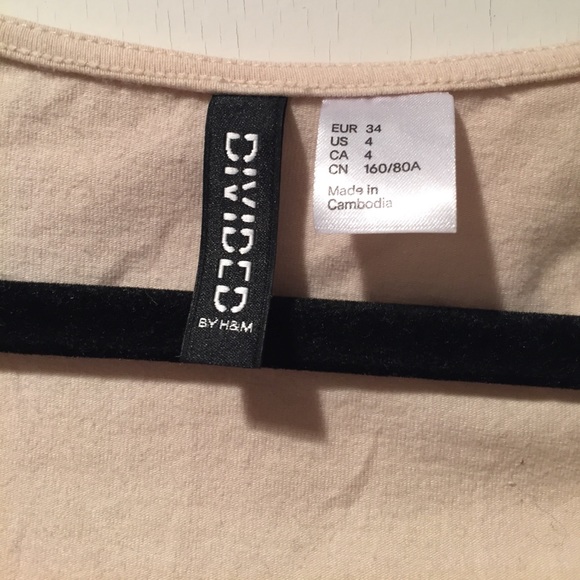 DIVIDED
BY H&M
EUR 34
US 4
CA 4
CN 160/80A
Made in
Cambodia